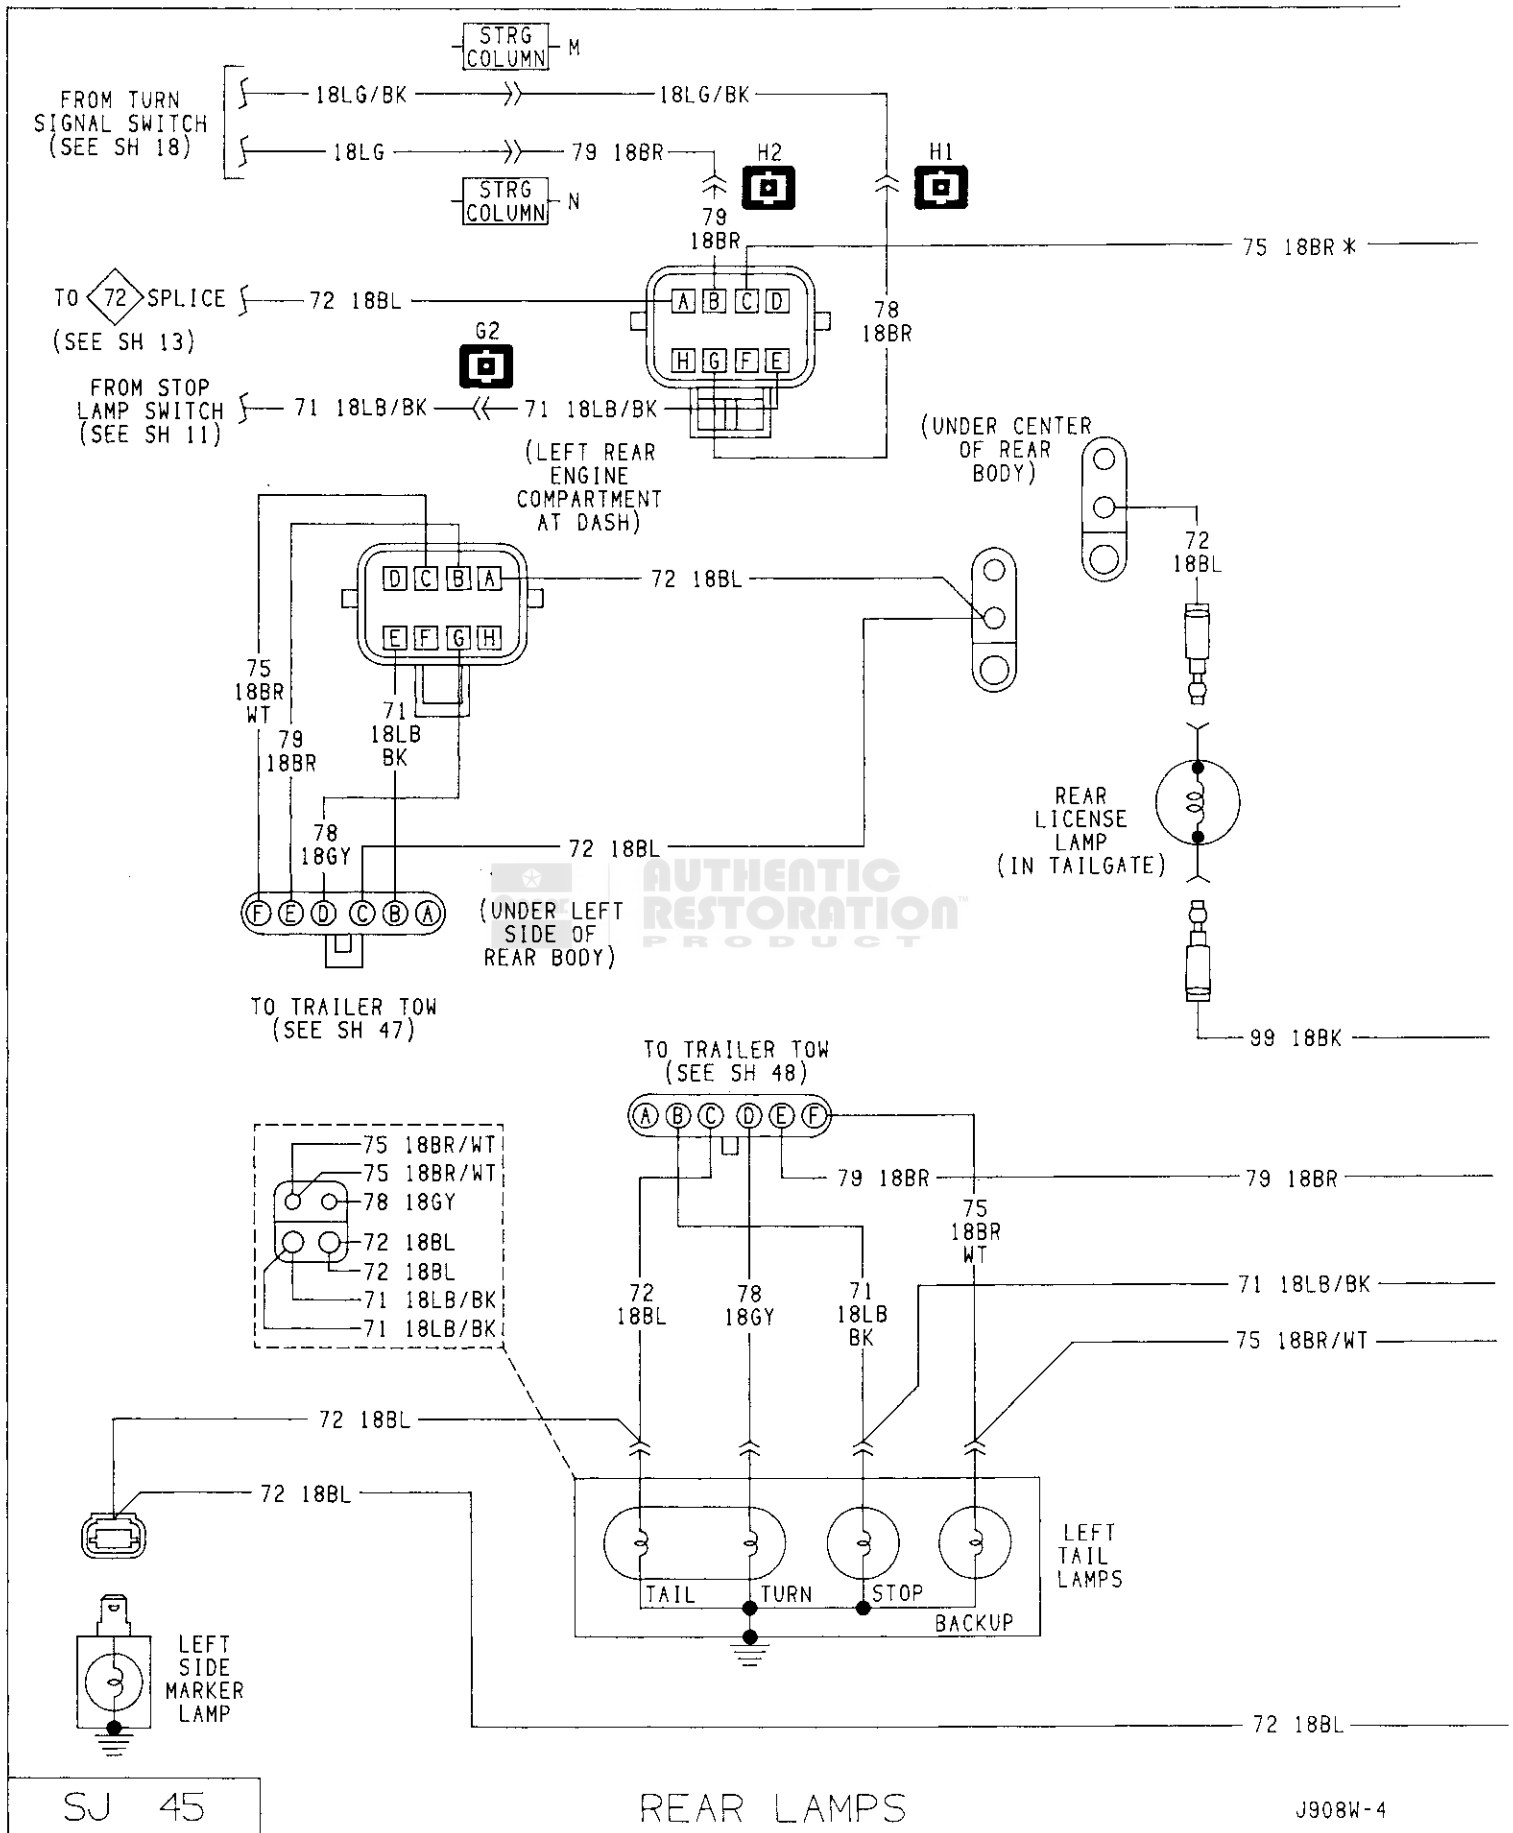 STRG
COLUMN
M
FROM TURN
SIGNAL SWITCH
(SEE SH 18)
18LG/BK
18LG/BK
18LG
79 18BR
H2
H1
STRG
COLUMN
N
79
18BR
75 18BR*
TO 72 SPLICE
(SEE SH 13)
72 18BL
A B C D
H G F E
78
18BR
G2
FROM STOP
LAMP SWITCH
(SEE SH 11)
71 18LB/BK
71 18LB/BK
(LEFT REAR
ENGINE
COMPARTMENT
AT DASH)
(UNDER CENTER
OF REAR
BODY)
72
18BL
D C B A
E F G H
72 18BL
75
18BR
WT
79
18BR
71
18LB
BK
78
18GY
72 18BL
REAR
LICENSE
LAMP
(IN TAILGATE)
F E D C B A
(UNDER LEFT
SIDE OF
REAR BODY)
AUTHENTIC
RESTORATION™
PRODUCT
TO TRAILER TOW
(SEE SH 47)
99 18BK
TO TRAILER TOW
(SEE SH 48)
A B C D E F
75 18BR/WT
75 18BR/WT
78 18GY
72 18BL
72 18BL
71 18LB/BK
71 18LB/BK
79 18BR
79 18BR
75
18BR
WT
72
18BL
78
18GY
71
18LB
BK
71 18LB/BK
75 18BR/WT
72 18BL
72 18BL
LEFT
TAIL
LAMPS
TAIL
TURN
STOP
BACKUP
LEFT
SIDE
MARKER
LAMP
72 18BL
SJ 45
REAR LAMPS
J908W-4